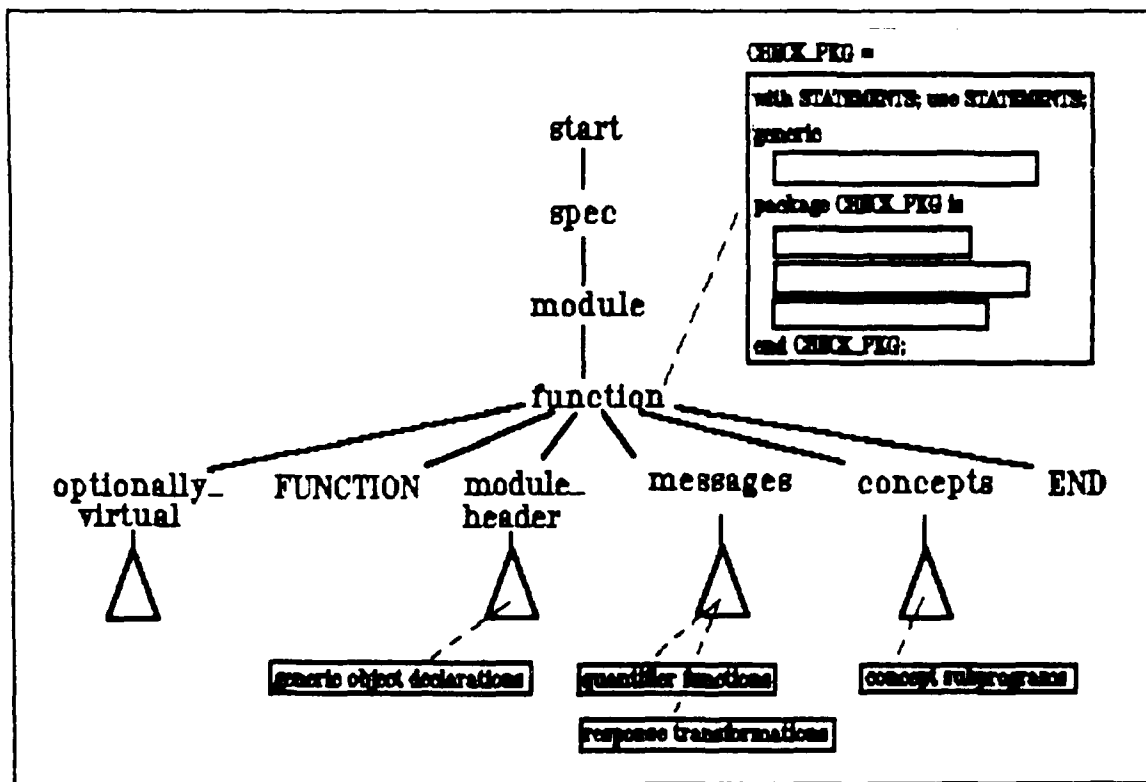 CHECK_PKG =
with STATEMENTS; use STATEMENTS;
generic
package CHECK_PKG is
end CHECK_PKG;
start
spec
module
function
optionally_
virtual
FUNCTION
module_
header
messages
concepts
END
generic object declarations
quantifier functions
concept subprograms
response transformations